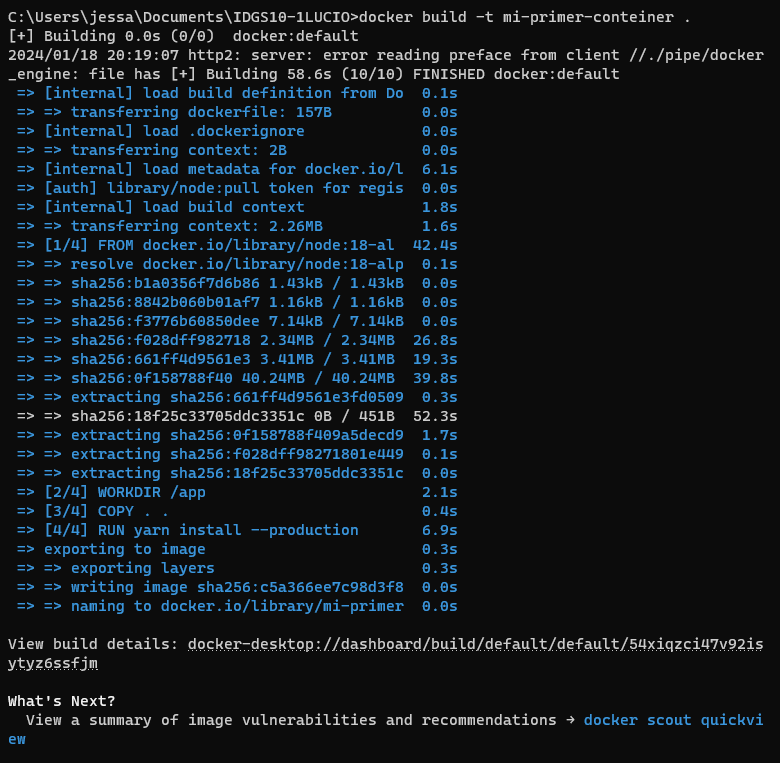 C:\Users\jessa\Documents\IDGS10-1LUCIO>docker build -t mi-primer-conteiner .
[+] Building 0.0s (0/0)  docker:default
2024/01/18 20:19:07 http2: server: error reading preface from client //./pipe/docker
_engine: file has [+] Building 58.6s (10/10) FINISHED docker:default
 => [internal] load build definition from Do  0.1s
 => => transferring dockerfile: 157B          0.0s
 => [internal] load .dockerignore             0.0s
 => => transferring context: 2B               0.0s
 => [internal] load metadata for docker.io/l  6.1s
 => [auth] library/node:pull token for regis  0.0s
 => [internal] load build context             1.8s
 => => transferring context: 2.26MB           1.6s
 => [1/4] FROM docker.io/library/node:18-al  42.4s
 => => resolve docker.io/library/node:18-alp  0.1s
 => => sha256:b1a0356f7d6b86 1.43kB / 1.43kB  0.0s
 => => sha256:8842b060b01af7 1.16kB / 1.16kB  0.0s
 => => sha256:f3776b60850dee 7.14kB / 7.14kB  0.0s
 => => sha256:f028dff982718 2.34MB / 2.34MB  26.8s
 => => sha256:661ff4d9561e3 3.41MB / 3.41MB  19.3s
 => => sha256:0f158788f40 40.24MB / 40.24MB  39.8s
 => => extracting sha256:661ff4d9561e3fd0509  0.3s
 => => sha256:18f25c33705ddc3351c 0B / 451B  52.3s
 => => extracting sha256:0f158788f409a5decd9  1.7s
 => => extracting sha256:f028dff98271801e449  0.1s
 => => extracting sha256:18f25c33705ddc3351c  0.0s
 => [2/4] WORKDIR /app                        2.1s
 => [3/4] COPY . .                            0.4s
 => [4/4] RUN yarn install --production       6.9s
 => exporting to image                        0.3s
 => => exporting layers                       0.3s
 => => writing image sha256:c5a366ee7c98d3f8  0.0s
 => => naming to docker.io/library/mi-primer  0.0s
View build details: docker-desktop://dashboard/build/default/default/54xiqzci47v92is
ytyz6ssfjm
What's Next?
  View a summary of image vulnerabilities and recommendations → docker scout quickvi
ew